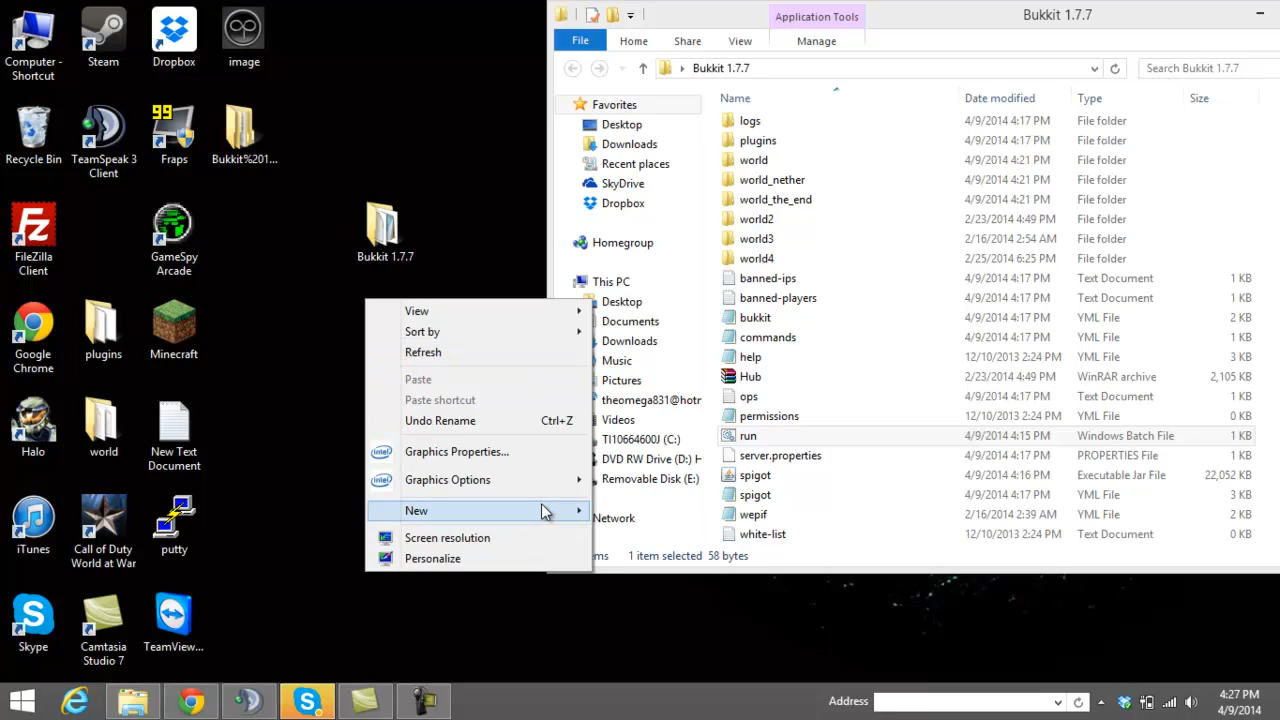 Computer -
Shortcut
Steam
Dropbox
image
Recycle Bin
TeamSpeak 3
Client
99
Fraps
Bukkit%201...
FileZilla
Client
GameSpy
Arcade
Bukkit 1.7.7
Google
Chrome
plugins
Minecraft
Halo
world
New Text
Document
iTunes
Call of Duty
World at War
putty
Skype
Camtasia
Studio 7
TeamView...
View
Sort by
Refresh
Paste
Paste shortcut
Undo Rename Ctrl+Z
intel Graphics Properties...
intel Graphics Options
New
Screen resolution
Personalize
Application Tools
Bukkit 1.7.7
File Home Share View Manage
Bukkit 1.7.7
Search Bukkit 1.7.7
Favorites
Desktop
Downloads
Recent places
SkyDrive
Dropbox
Homegroup
This PC
Desktop
Documents
Downloads
Music
Pictures
theomega831@hotr
Videos
TI10664600J (C:)
DVD RW Drive (D:) H
Removable Disk (E:)
Network
Name Date modified Type Size
logs 4/9/2014 4:17 PM File folder
plugins 4/9/2014 4:17 PM File folder
world 4/9/2014 4:21 PM File folder
world_nether 4/9/2014 4:21 PM File folder
world_the_end 4/9/2014 4:21 PM File folder
world2 2/23/2014 4:49 PM File folder
world3 2/16/2014 2:54 AM File folder
world4 2/25/2014 6:25 PM File folder
banned-ips 4/9/2014 4:17 PM Text Document 1 KB
banned-players 4/9/2014 4:17 PM Text Document 1 KB
bukkit 4/9/2014 4:17 PM YML File 2 KB
commands 4/9/2014 4:17 PM YML File 1 KB
help 12/10/2013 2:24 PM YML File 3 KB
Hub 2/23/2014 4:49 PM WinRAR archive 2,105 KB
ops 4/9/2014 4:17 PM Text Document 1 KB
permissions 12/10/2013 2:24 PM YML File 0 KB
run 4/9/2014 4:15 PM Windows Batch File 1 KB
server.properties 4/9/2014 4:17 PM PROPERTIES File 1 KB
spigot 4/9/2014 4:16 PM Executable Jar File 22,052 KB
spigot 4/9/2014 4:17 PM YML File 3 KB
wepif 2/16/2014 2:39 AM YML File 1 KB
white-list 12/10/2013 2:24 PM Text Document 0 KB
ems 1 item selected 58 bytes
Address
4:27 PM
4/9/2014